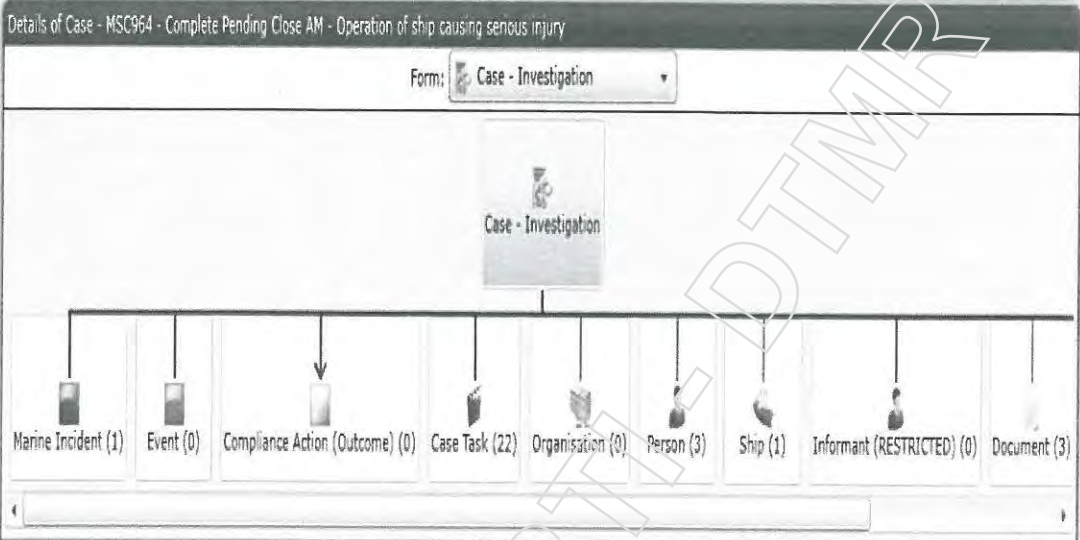 Details of Case - MSC964 - Complete Pending Close AM - Operation of ship causing serious injury
Form: Case - Investigation
Case - Investigation
Marine Incident (1) Event (0) Compliance Action (Outcome) (0) Case Task (22) Organisation (0) Person (3) Ship (1) Informant (RESTRICTED) (0) Document (3)
RTI - DTMR